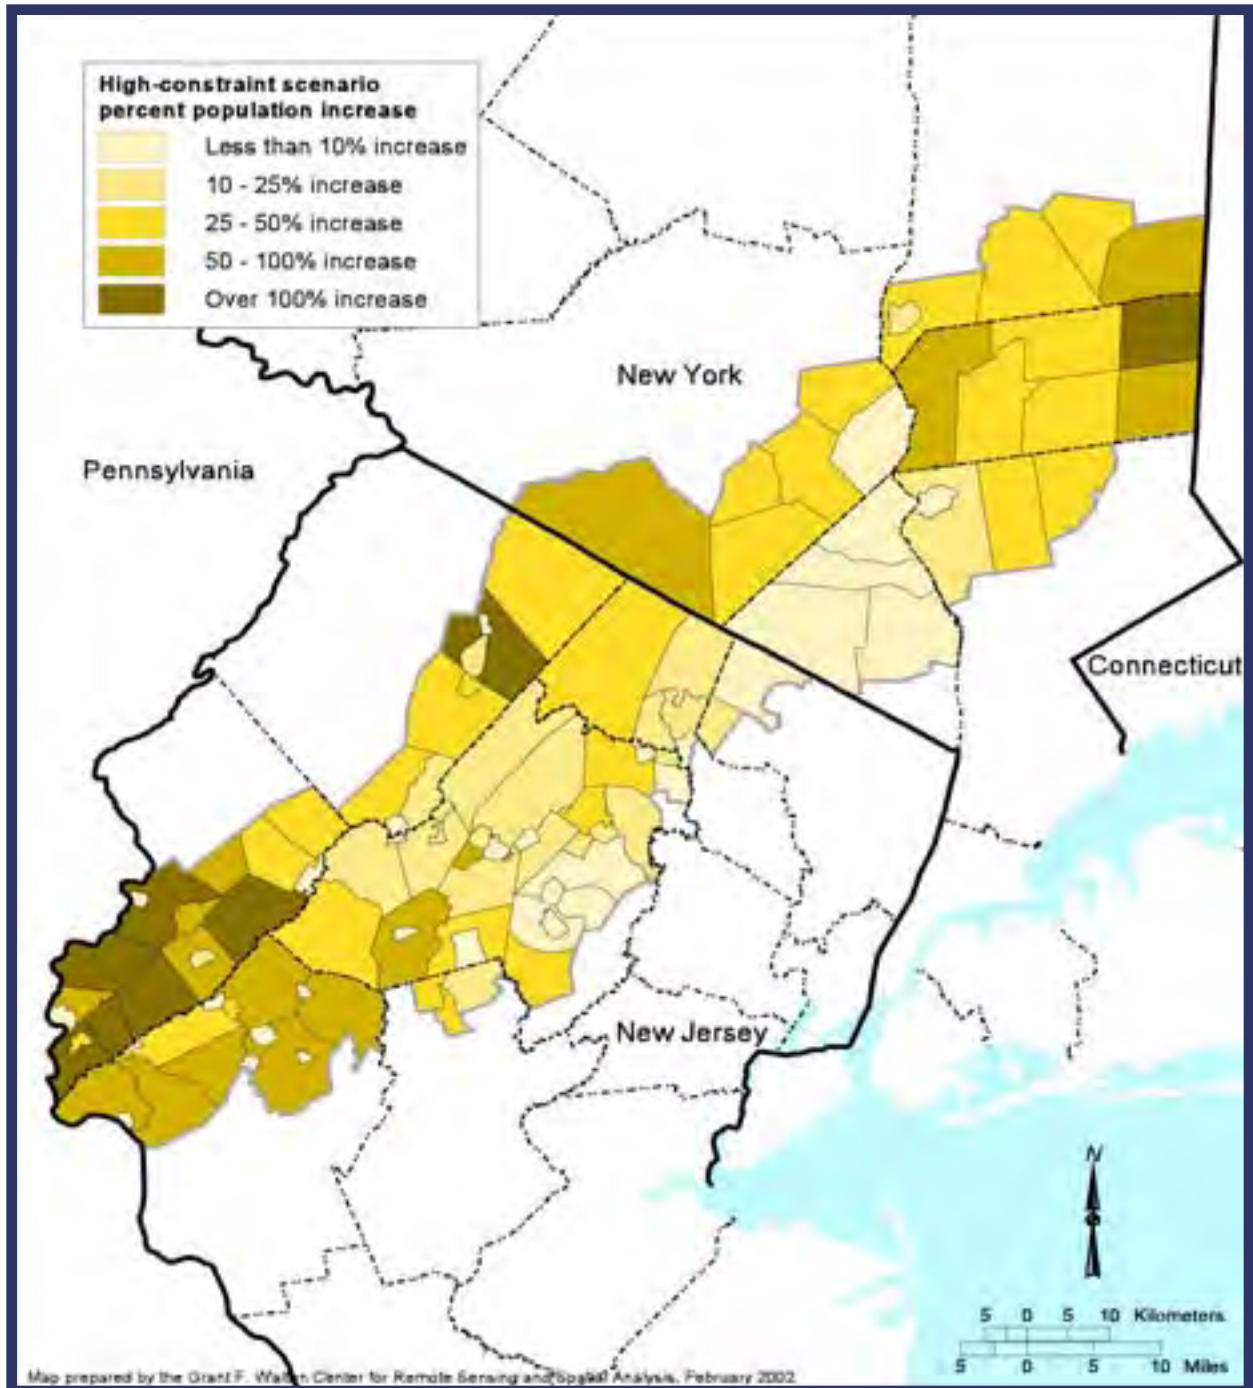 High-constraint scenario
percent population increase
Less than 10% increase
10 - 25% increase
25 - 50% increase
50 - 100% increase
Over 100% increase
New York
Pennsylvania
Connecticut
New Jersey
N
5 0 5 10 Kilometers
5 0 5 10 Miles
Map prepared by the Grant F. Walton Center for Remote Sensing and Spatial Analysis, February 2002